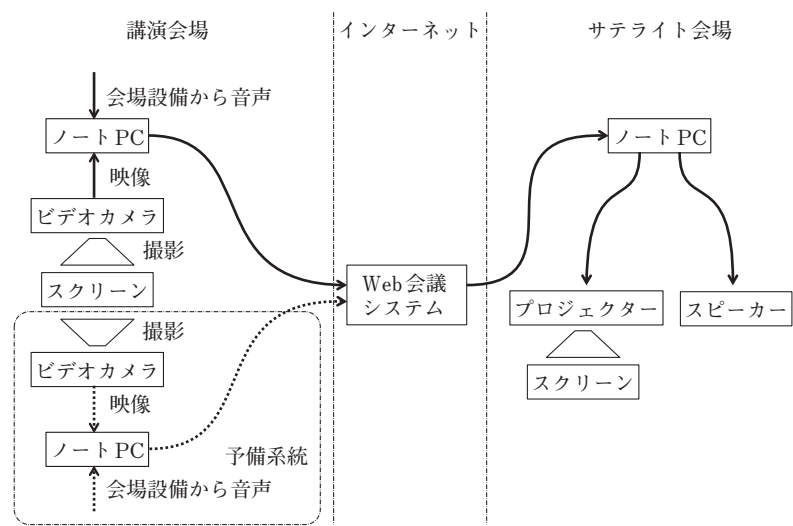 講演会場
インターネット
サテライト会場
会場設備から音声
ノートPC
映像
ビデオカメラ
撮影
スクリーン
撮影
ビデオカメラ
映像
ノートPC
予備系統
会場設備から音声
Web会議
システム
ノートPC
プロジェクター
スピーカー
スクリーン